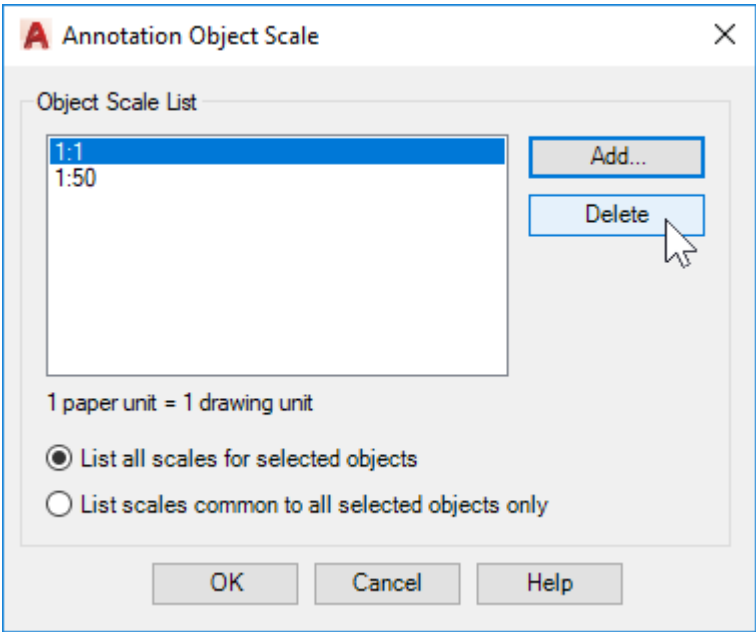 Annotation Object Scale
Object Scale List
1:1
1:50
Add...
Delete
1 paper unit = 1 drawing unit
List all scales for selected objects
List scales common to all selected objects only
OK
Cancel
Help